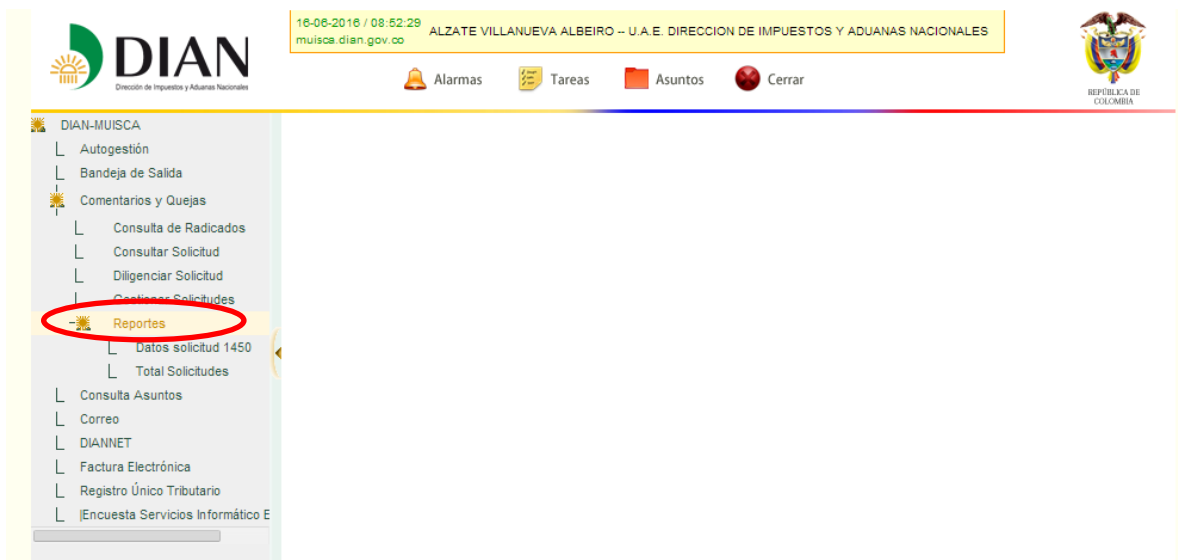 DIAN
Dirección de Impuestos y Aduanas Nacionales
16-06-2016 / 08:52:29
muisca.dian.gov.co
ALZATE VILLANUEVA ALBEIRO -- U.A.E. DIRECCION DE IMPUESTOS Y ADUANAS NACIONALES
Alarmas Tareas Asuntos Cerrar
REPÚBLICA DE
COLOMBIA
DIAN-MUISCA
Autogestión
Bandeja de Salida
Comentarios y Quejas
Consulta de Radicados
Consultar Solicitud
Diligenciar Solicitud
Gestionar Solicitudes
Reportes
Datos solicitud 1450
Total Solicitudes
Consulta Asuntos
Correo
DIANNET
Factura Electrónica
Registro Único Tributario
|Encuesta Servicios Informático E